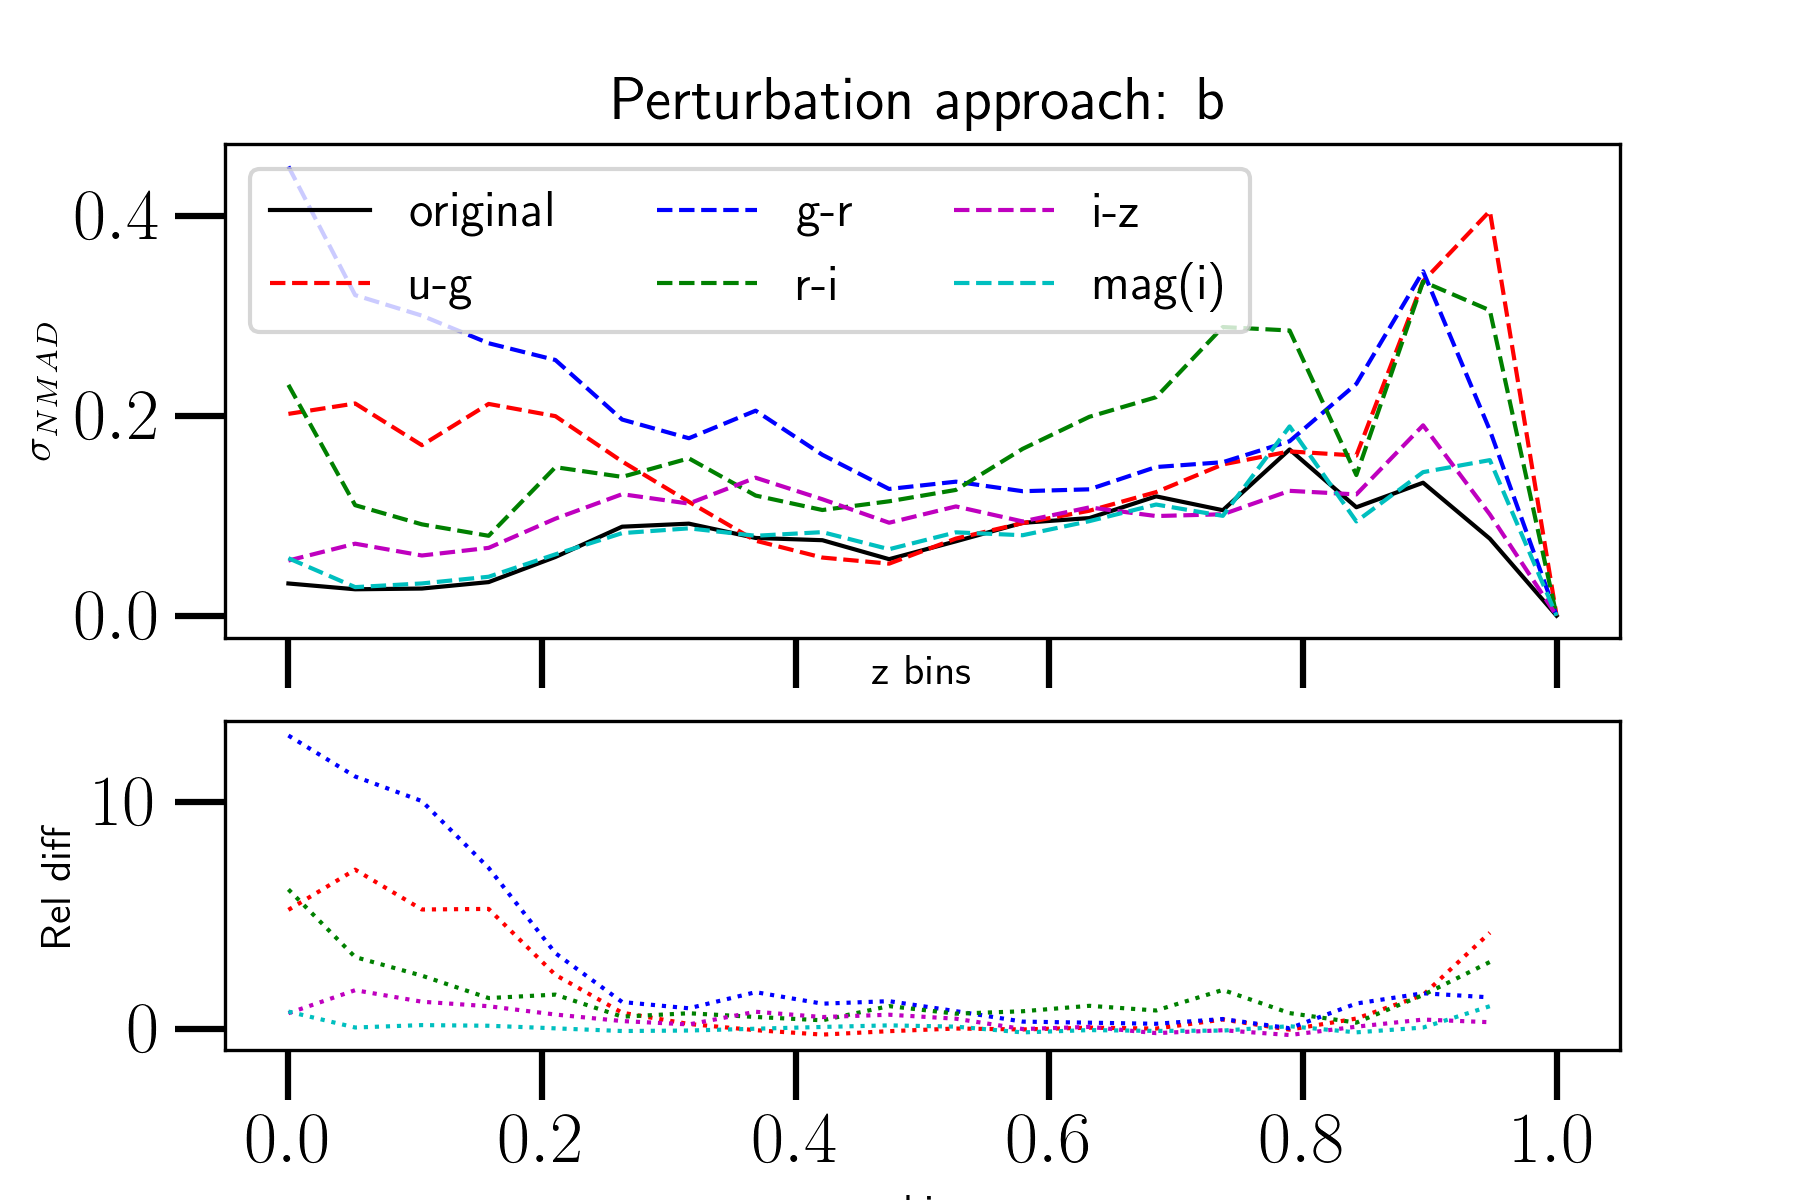 Perturbation approach: b
original g-r i-z
u-g r-i mag(i)
0.4
0.2
0.0
σNMAD
z bins
10
0
Rel diff
0.0 0.2 0.4 0.6 0.8 1.0